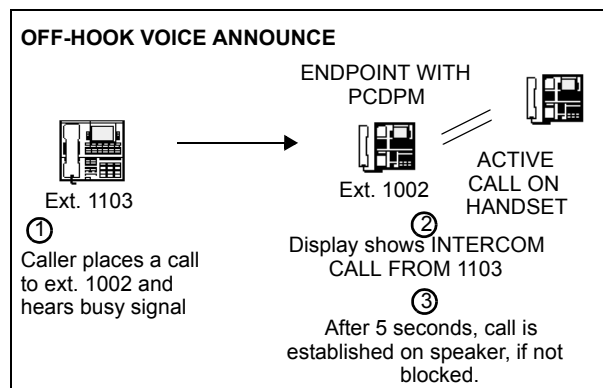 OFF-HOOK VOICE ANNOUNCE
ENDPOINT WITH
PCDPM
Ext. 1103
Ext. 1002
ACTIVE
CALL ON
HANDSET
1
Caller places a call
to ext. 1002 and
hears busy signal
2
Display shows INTERCOM
CALL FROM 1103
3
After 5 seconds, call is
established on speaker, if not
blocked.